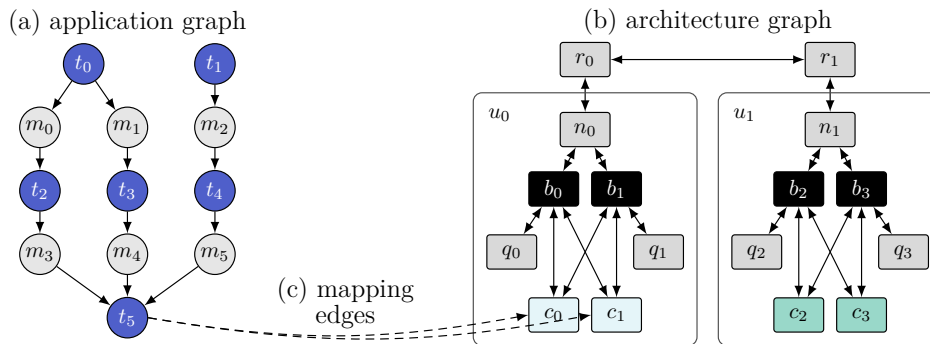 (a) application graph
(b) architecture graph
t₀ t₁
r₀ r₁
m₀ m₁ m₂
u₀ n₀
u₁ n₁
t₂ t₃ t₄
b₀ b₁
b₂ b₃
m₃ m₄ m₅
q₀ q₁
q₂ q₃
(c) mapping
edges
t₅
c₀ c₁
c₂ c₃